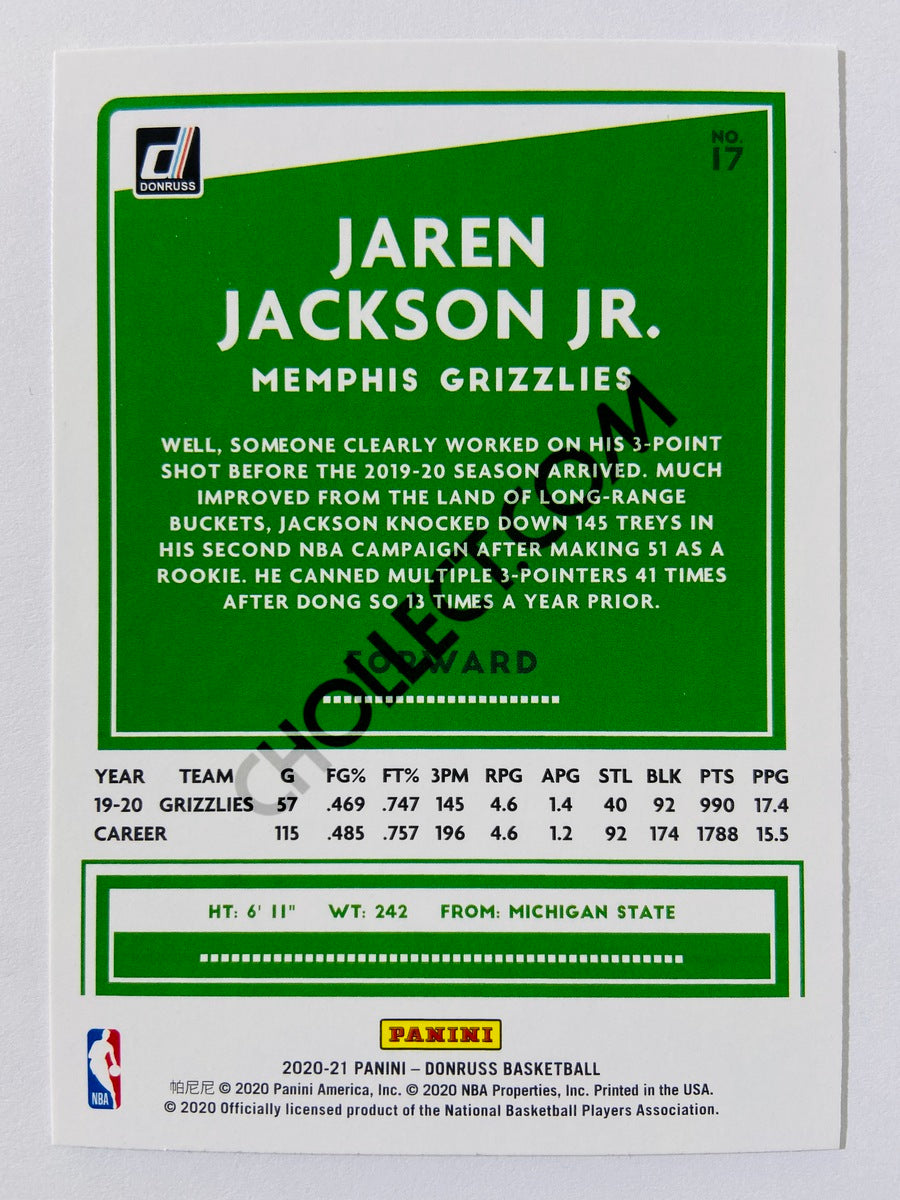 DONRUSS
NO.
17
JAREN
JACKSON JR.
MEMPHIS GRIZZLIES
WELL, SOMEONE CLEARLY WORKED ON HIS 3-POINT
SHOT BEFORE THE 2019-20 SEASON ARRIVED. MUCH
IMPROVED FROM THE LAND OF LONG-RANGE
BUCKETS, JACKSON KNOCKED DOWN 145 TREYS IN
HIS SECOND NBA CAMPAIGN AFTER MAKING 51 AS A
ROOKIE. HE CANNED MULTIPLE 3-POINTERS 41 TIMES
AFTER DONG SO 13 TIMES A YEAR PRIOR.
FORWARD
CHOLLECT.COM
YEAR TEAM G FG% FT% 3PM RPG APG STL BLK PTS PPG
19-20 GRIZZLIES 57 .469 .747 145 4.6 1.4 40 92 990 17.4
CAREER 115 .485 .757 196 4.6 1.2 92 174 1788 15.5
HT: 6' 11" WT: 242 FROM: MICHIGAN STATE
PANINI
NBA
2020-21 PANINI – DONRUSS BASKETBALL
帕尼尼 © 2020 Panini America, Inc. © 2020 NBA Properties, Inc. Printed in the USA.
© 2020 Officially licensed product of the National Basketball Players Association.